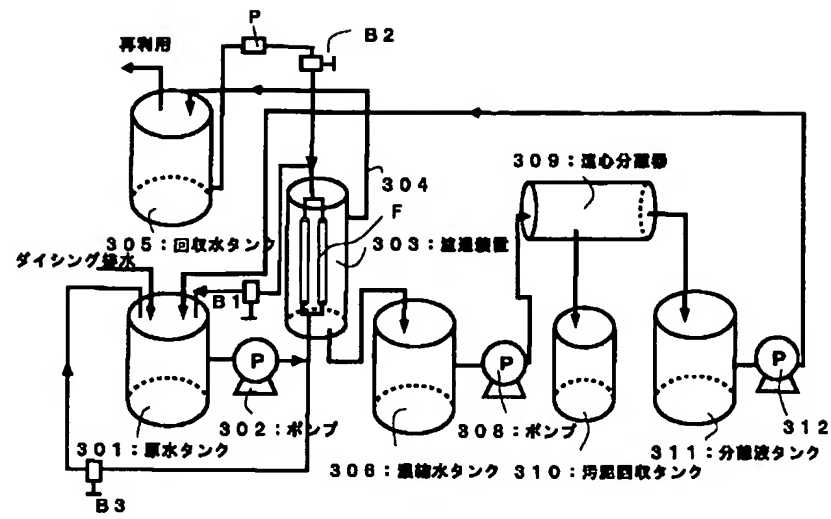 P
B2
再利用
304
309：遠心分離器
F
305：回収水タンク
303：濾過装置
ダイシング排水
B1
P
P
P
302：ポンプ
308：ポンプ
312
301：原水タンク
306：濃縮水タンク
310：汚泥回収タンク
311：分離液タンク
B3